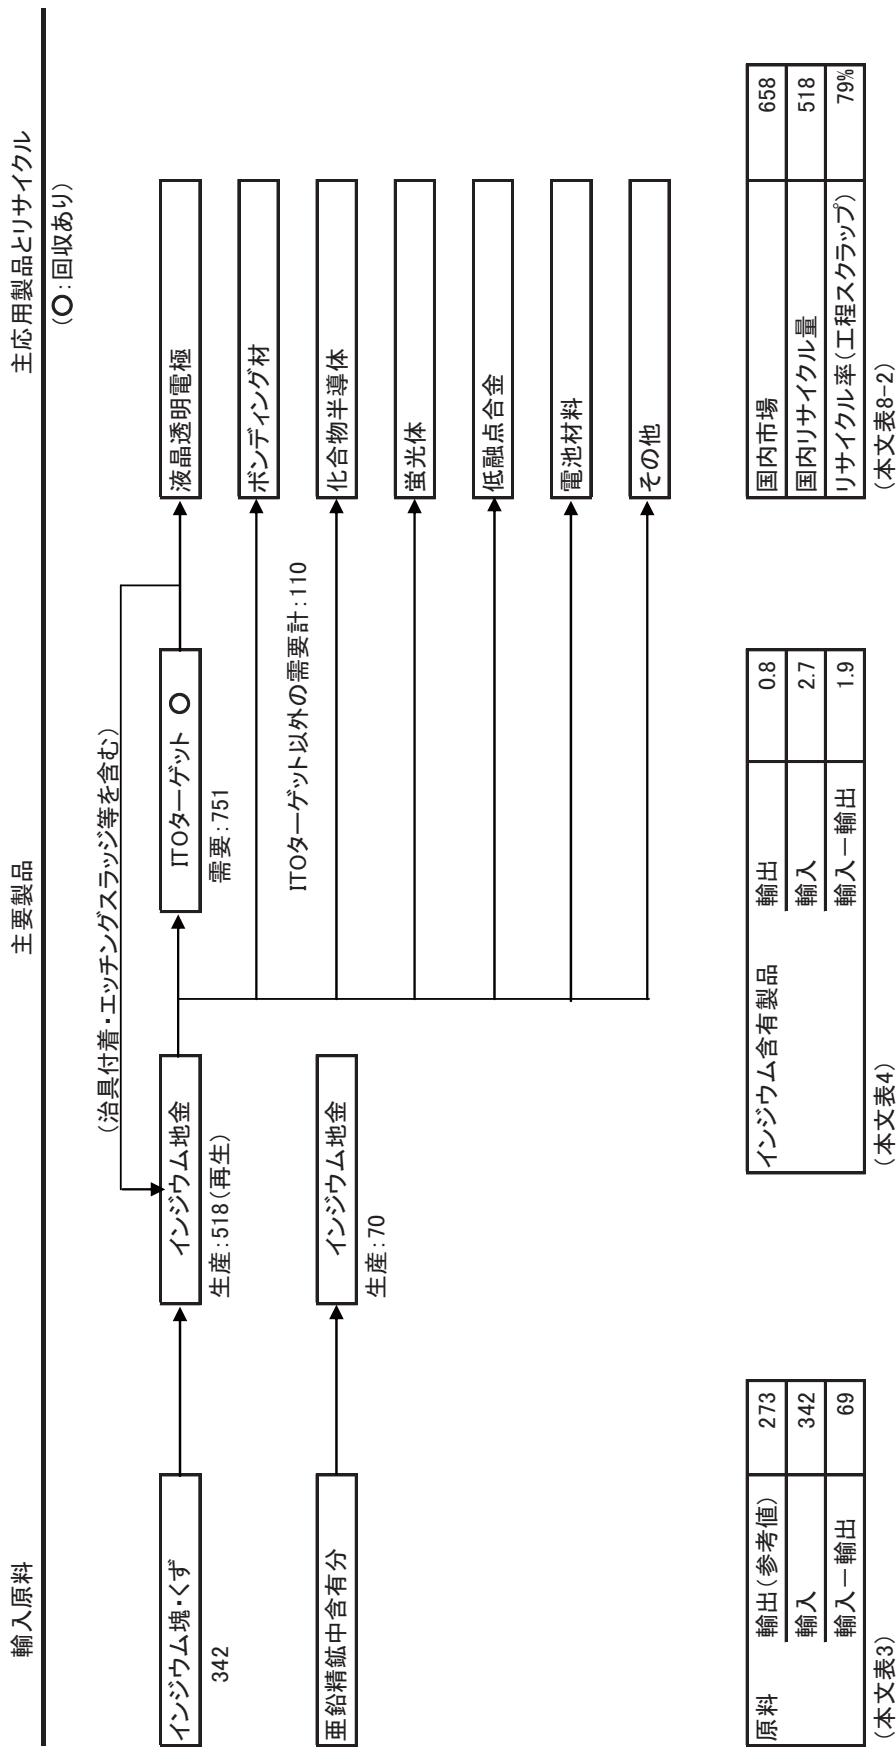 輸入原料
主要製品
主応用製品とリサイクル
(○:回収あり)
(治具付着・エッチングスラッジ等を含む)
インジウム塊・くず
342
インジウム地金
生産:518(再生)
ITOターゲット ○
需要:751
液晶透明電極
ボンディング材
ITOターゲット以外の需要計:110
亜鉛精鉱中含有分
インジウム地金
生産:70
化合物半導体
蛍光体
低融点合金
電池材料
その他
原料 輸出(参考値) 273
輸入 342
輸入ー輸出 69
(本文表3)
インジウム含有製品 輸出 0.8
輸入 2.7
輸入ー輸出 1.9
(本文表4)
国内市場 658
国内リサイクル量 518
リサイクル率(工程スクラップ) 79%
(本文表8-2)